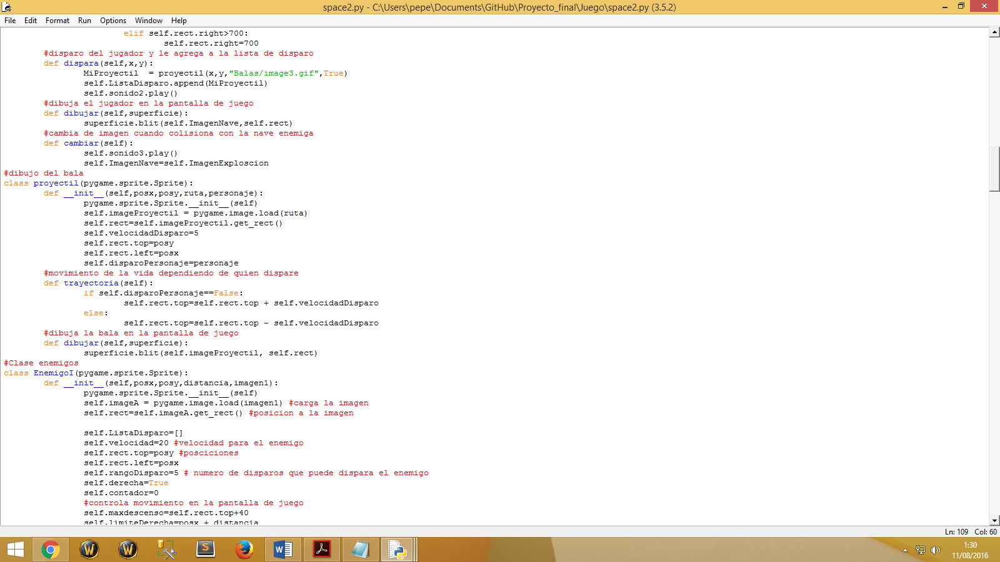 space2.py - C:\Users\pepe\Documents\GitHub\Proyecto_final\Juego\space2.py (3.5.2)
File Edit Format Run Options Window Help
elif self.rect.right>700:
self.rect.right=700
#disparo del jugador y le agrega a la lista de disparo
def dispara(self,x,y):
MiProyectil  = proyectil(x,y,"Balas/image3.gif",True)
self.ListaDisparo.append(MiProyectil)
self.sonido2.play()
#dibuja el jugador en la pantalla de juego
def dibujar(self,superficie):
superficie.blit(self.ImagenNave,self.rect)
#cambia de imagen cuando colisiona con la nave enemiga
def cambiar(self):
self.sonido3.play()
self.ImagenNave=self.ImagenExploscion
#dibujo del bala
class proyectil(pygame.sprite.Sprite):
def __init__(self,posx,posy,ruta,personaje):
pygame.sprite.Sprite.__init__(self)
self.imageProyectil = pygame.image.load(ruta)
self.rect=self.imageProyectil.get_rect()
self.velocidadDisparo=5
self.rect.top=posy
self.rect.left=posx
self.disparoPersonaje=personaje
#movimiento de la vida dependiendo de quien dispare
def trayectoria(self):
if self.disparoPersonaje==False:
self.rect.top=self.rect.top + self.velocidadDisparo
else:
self.rect.top=self.rect.top - self.velocidadDisparo
#dibuja la bala en la pantalla de juego
def dibujar(self,superficie):
superficie.blit(self.imageProyectil, self.rect)
#Clase enemigos
class EnemigoI(pygame.sprite.Sprite):
def __init__(self,posx,posy,distancia,imagen1):
pygame.sprite.Sprite.__init__(self)
self.imageA = pygame.image.load(imagen1) #carga la imagen
self.rect=self.imageA.get_rect() #posicion a la imagen
self.ListaDisparo=[]
self.velocidad=20 #velocidad para el enemigo
self.rect.top=posy #posciciones
self.rect.left=posx
self.rangoDisparo=5 # numero de disparos que puede dispara el enemigo
self.derecha=True
self.contador=0
#controla movimiento en la pantalla de juego
self.maxdescenso=self.rect.top+40
self.limiteDerecha=posx + distancia
Ln: 109 Col: 60
1:30
11/08/2016